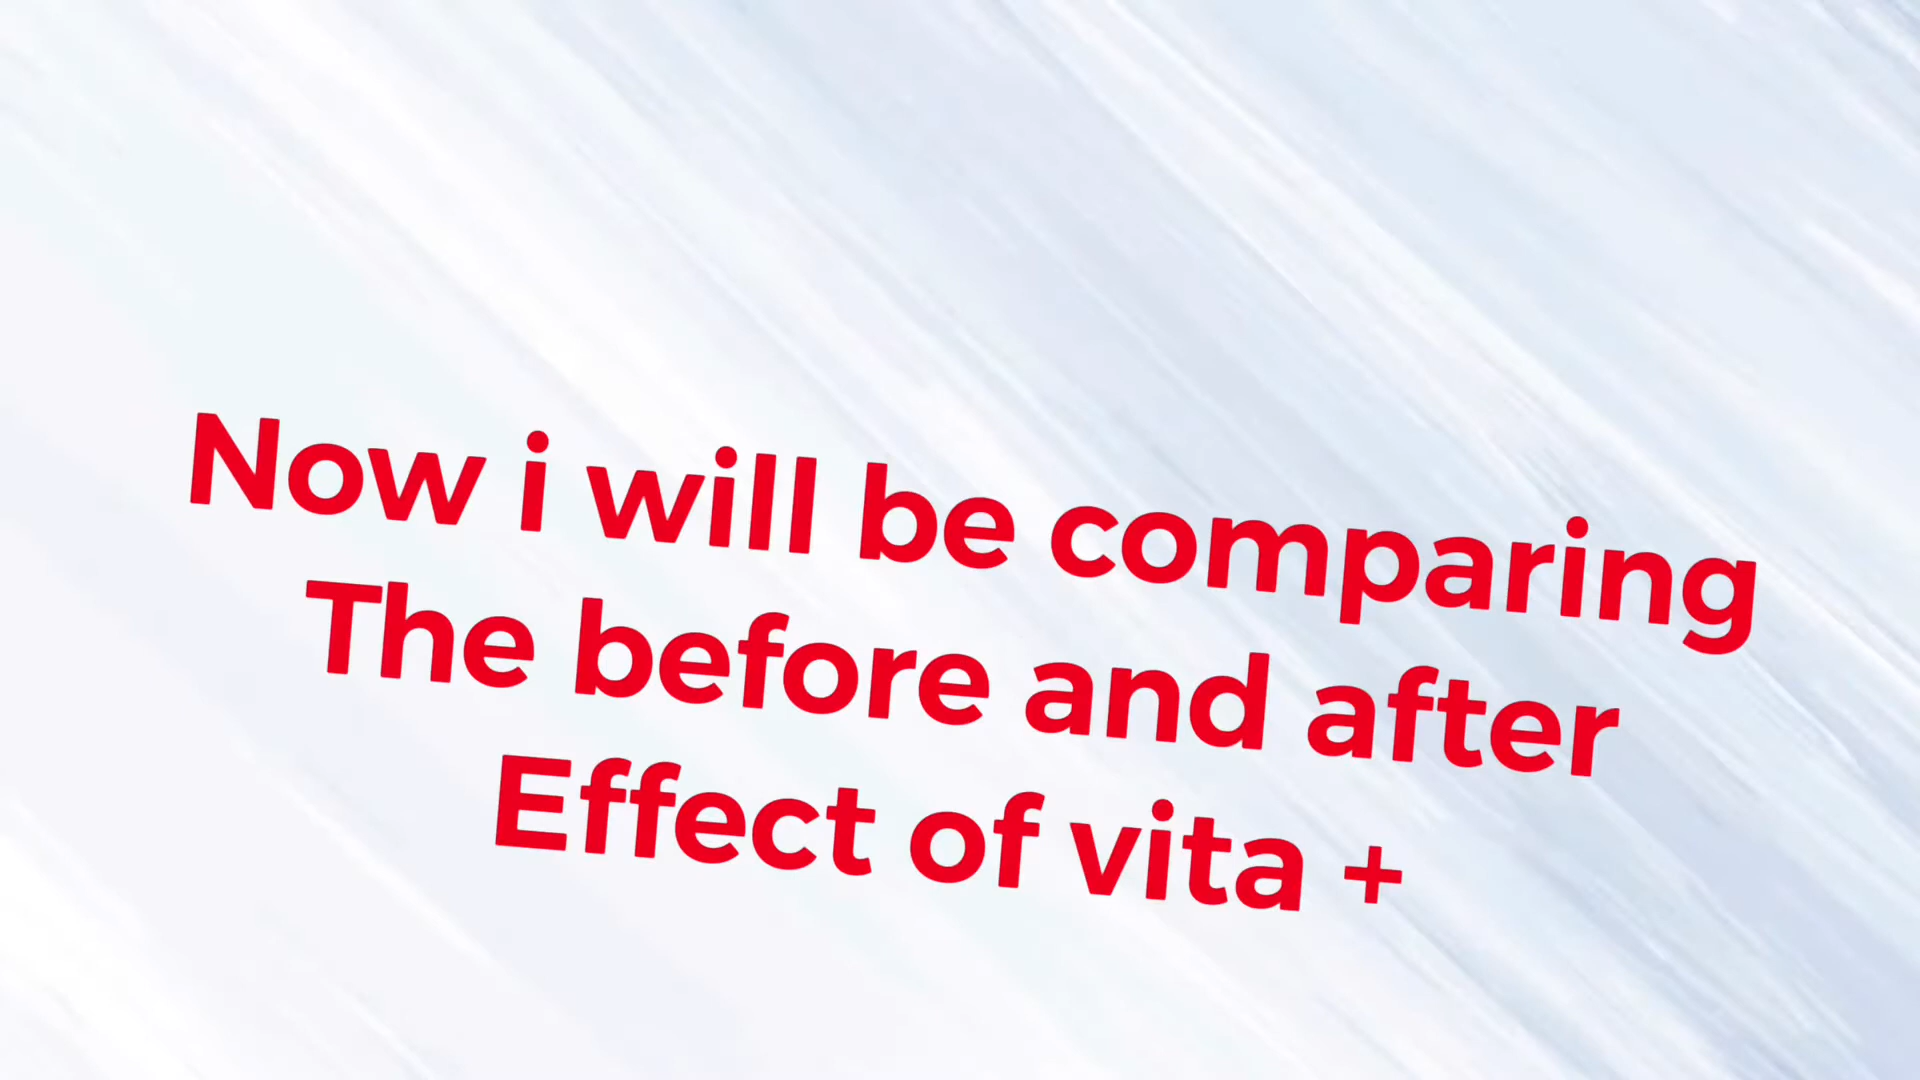 Now i will be comparing
The before and after
Effect of vita +